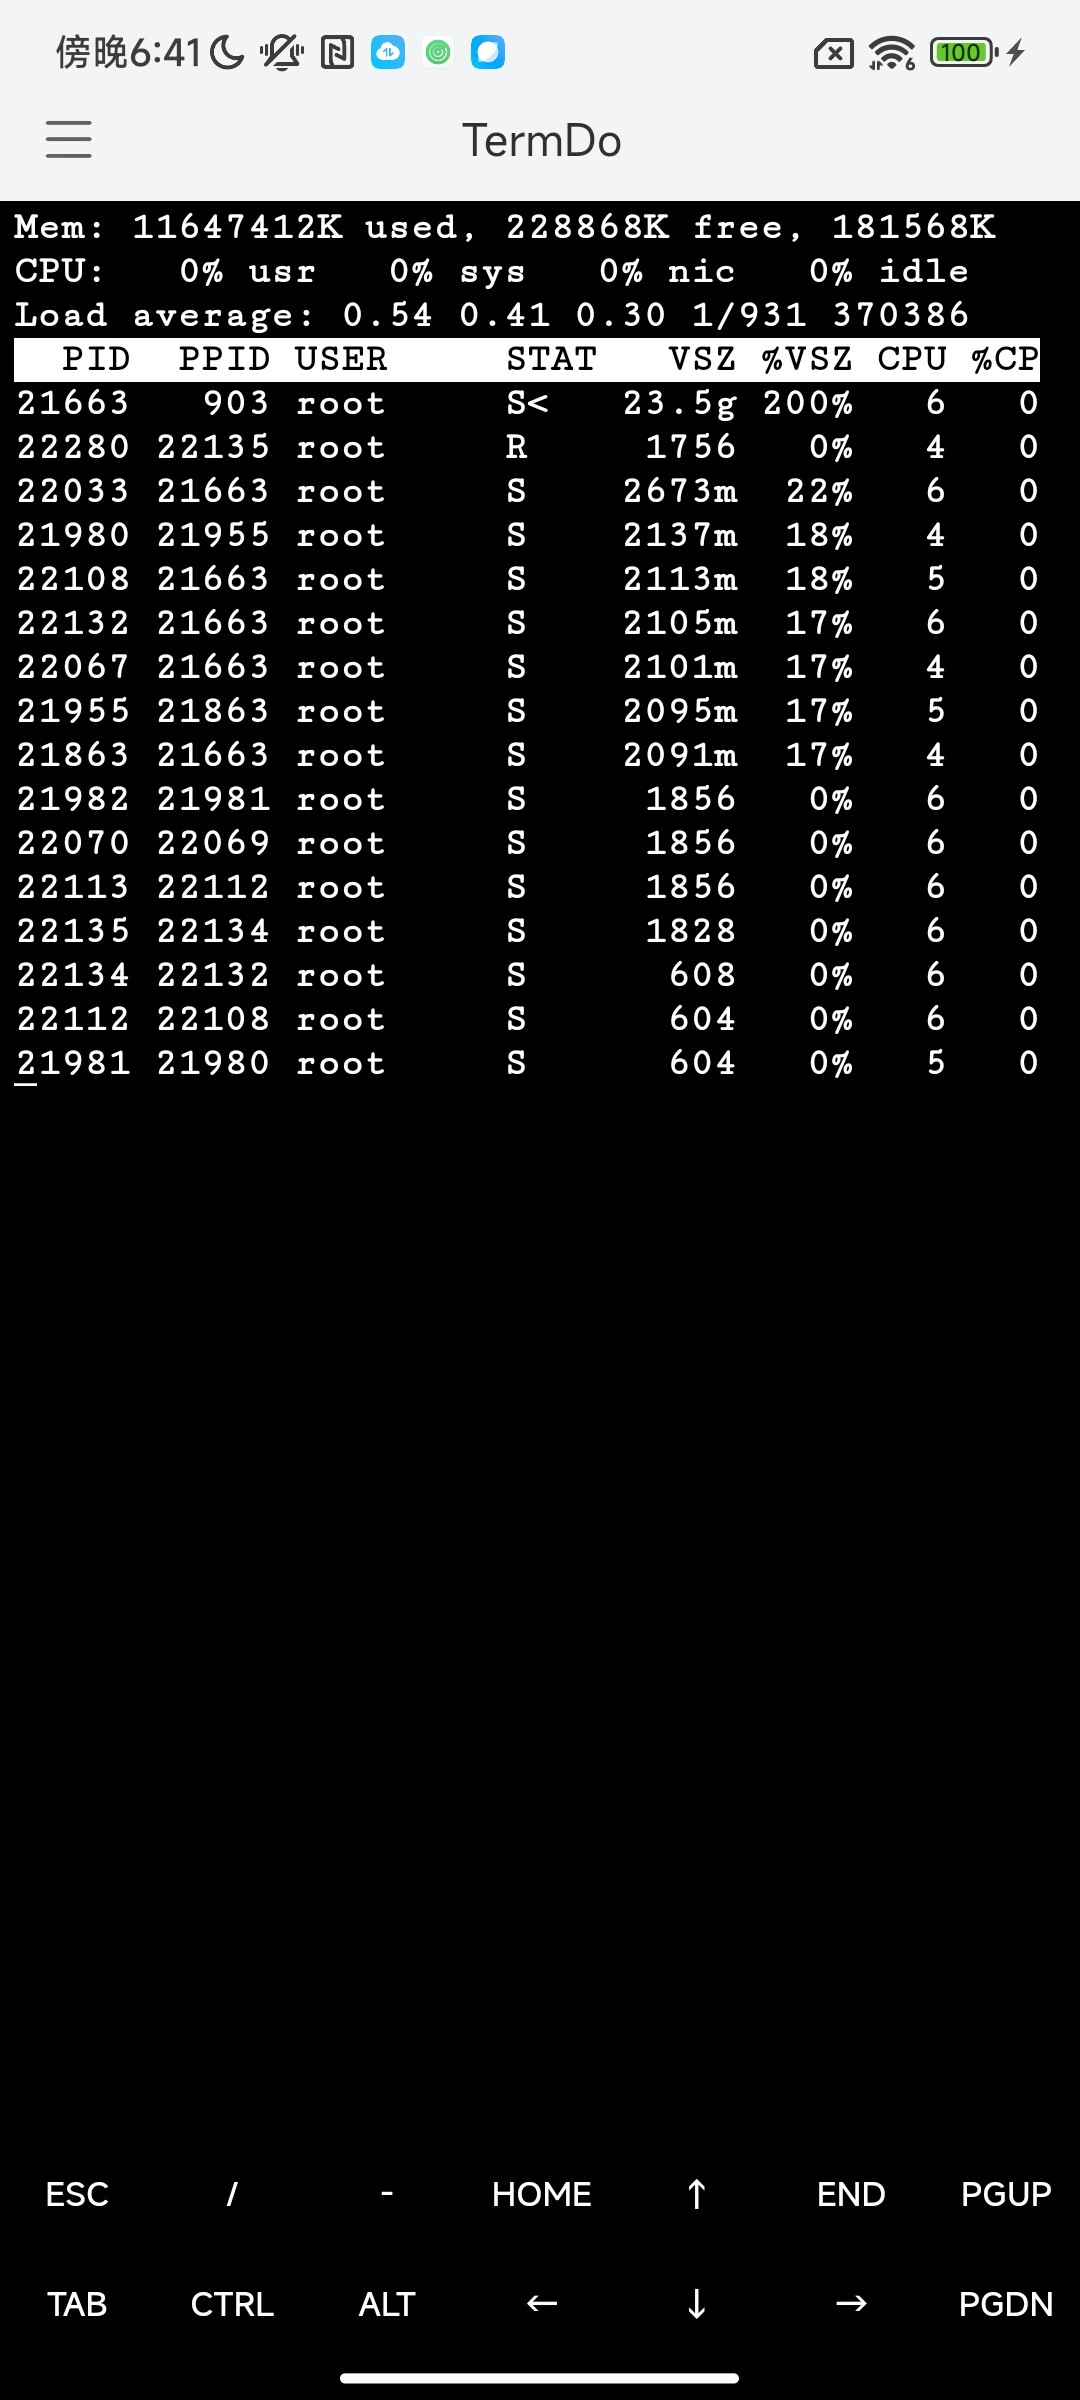 傍晚6:41 6 100
TermDo
Mem: 11647412K used, 228868K free, 181568K
CPU:   0% usr   0% sys   0% nic   0% idle
Load average: 0.54 0.41 0.30 1/931 370386
  PID  PPID USER     STAT   VSZ %VSZ CPU %CP
21663   903 root     S<   23.5g 200%   6   0
22280 22135 root     R     1756   0%   4   0
22033 21663 root     S    2673m  22%   6   0
21980 21955 root     S    2137m  18%   4   0
22108 21663 root     S    2113m  18%   5   0
22132 21663 root     S    2105m  17%   6   0
22067 21663 root     S    2101m  17%   4   0
21955 21863 root     S    2095m  17%   5   0
21863 21663 root     S    2091m  17%   4   0
21982 21981 root     S     1856   0%   6   0
22070 22069 root     S     1856   0%   6   0
22113 22112 root     S     1856   0%   6   0
22135 22134 root     S     1828   0%   6   0
22134 22132 root     S      608   0%   6   0
22112 22108 root     S      604   0%   6   0
21981 21980 root     S      604   0%   5   0
ESC / - HOME ↑ END PGUP
TAB CTRL ALT ← ↓ → PGDN